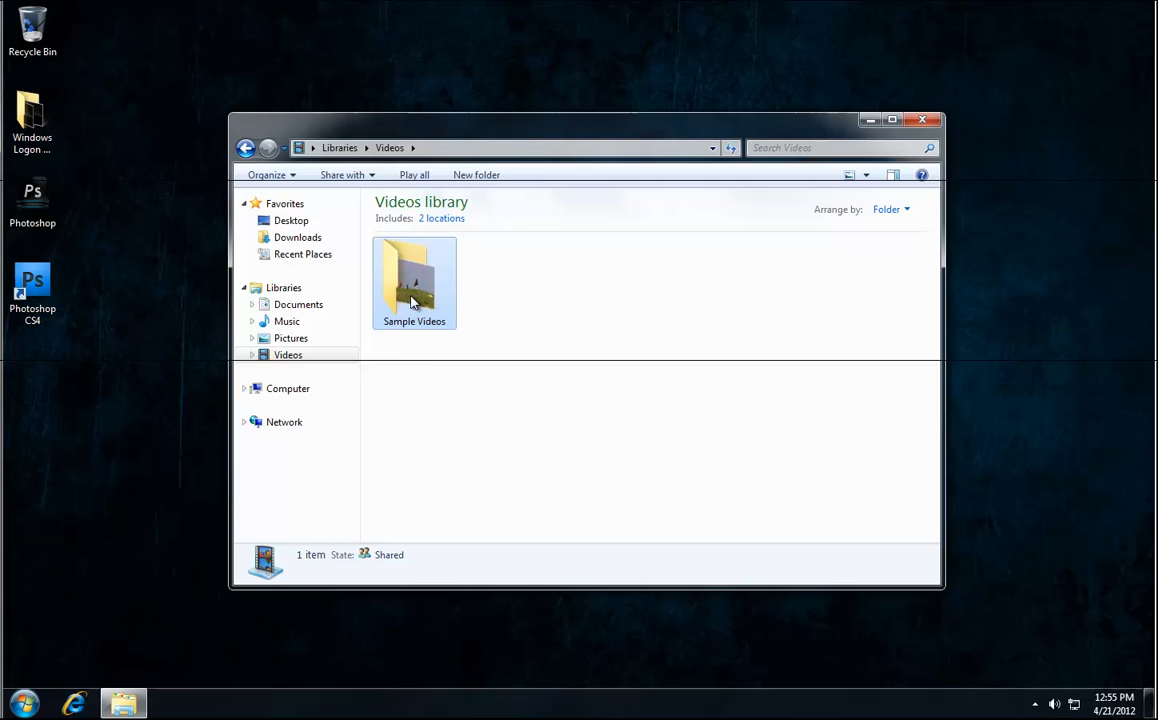 Recycle Bin
Windows
Logon ...
Ps
Photoshop
Ps
Photoshop
CS4
Libraries
Videos
Search Videos
Organize
Share with
Play all
New folder
Favorites
Desktop
Downloads
Recent Places
Libraries
Documents
Music
Pictures
Videos
Computer
Network
Videos library
Includes: 2 locations
Arrange by: Folder
Sample Videos
1 item State: Shared
12:55 PM
4/21/2012